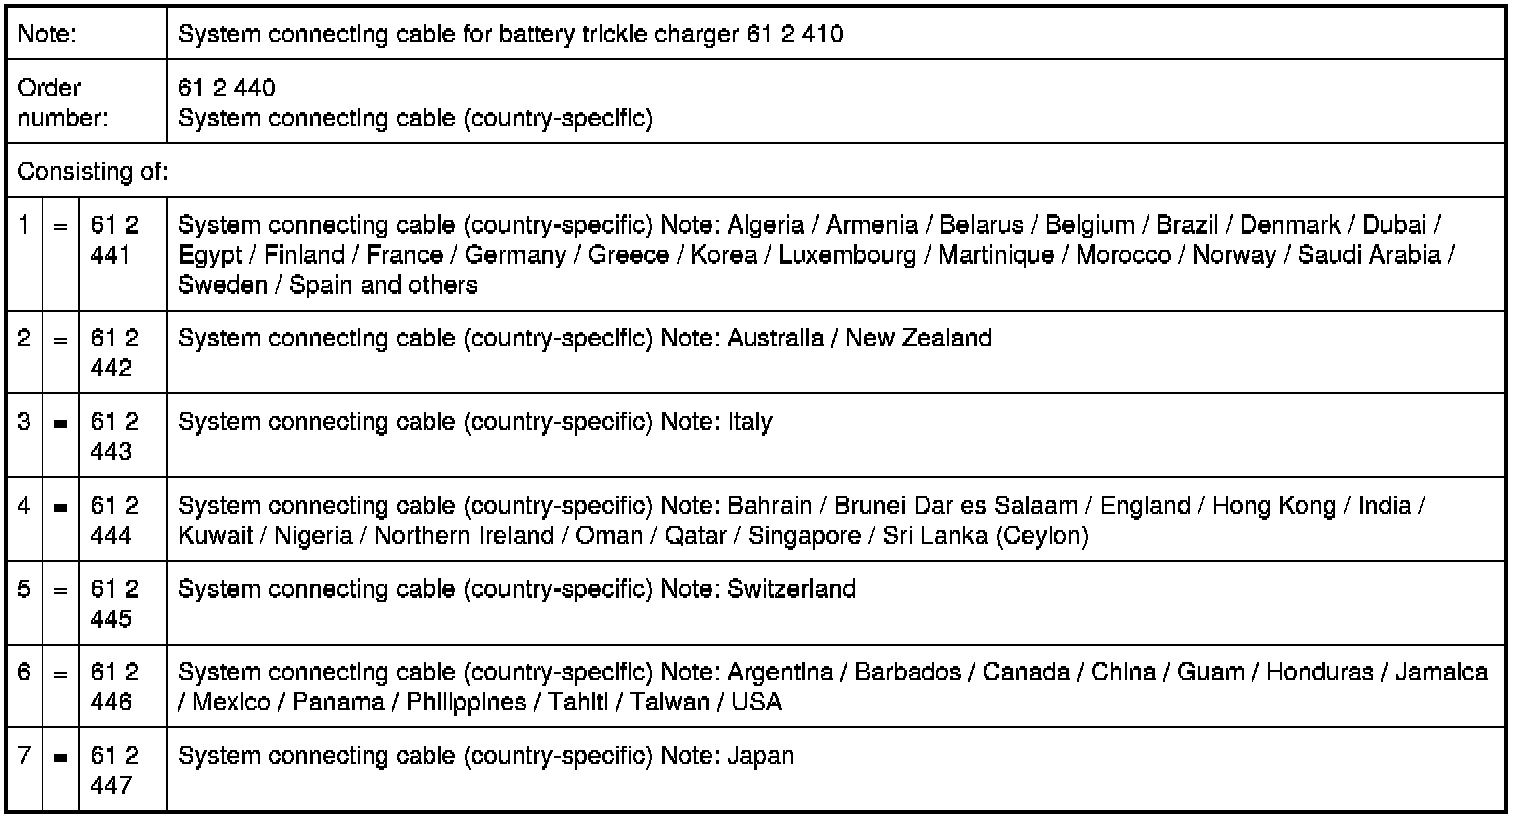 Note: System connecting cable for battery trickle charger 61 2 410
Order number: 61 2 440
System connecting cable (country-specific)
Consisting of:
1 = 61 2 441 System connecting cable (country-specific) Note: Algeria / Armenia / Belarus / Belgium / Brazil / Denmark / Dubai /
Egypt / Finland / France / Germany / Greece / Korea / Luxembourg / Martinique / Morocco / Norway / Saudi Arabia /
Sweden / Spain and others
2 = 61 2 442 System connecting cable (country-specific) Note: Australia / New Zealand
3 = 61 2 443 System connecting cable (country-specific) Note: Italy
4 = 61 2 444 System connecting cable (country-specific) Note: Bahrain / Brunei Dar es Salaam / England / Hong Kong / India /
Kuwait / Nigeria / Northern Ireland / Oman / Qatar / Singapore / Sri Lanka (Ceylon)
5 = 61 2 445 System connecting cable (country-specific) Note: Switzerland
6 = 61 2 446 System connecting cable (country-specific) Note: Argentina / Barbados / Canada / China / Guam / Honduras / Jamaica
/ Mexico / Panama / Philippines / Tahiti / Taiwan / USA
7 = 61 2 447 System connecting cable (country-specific) Note: Japan